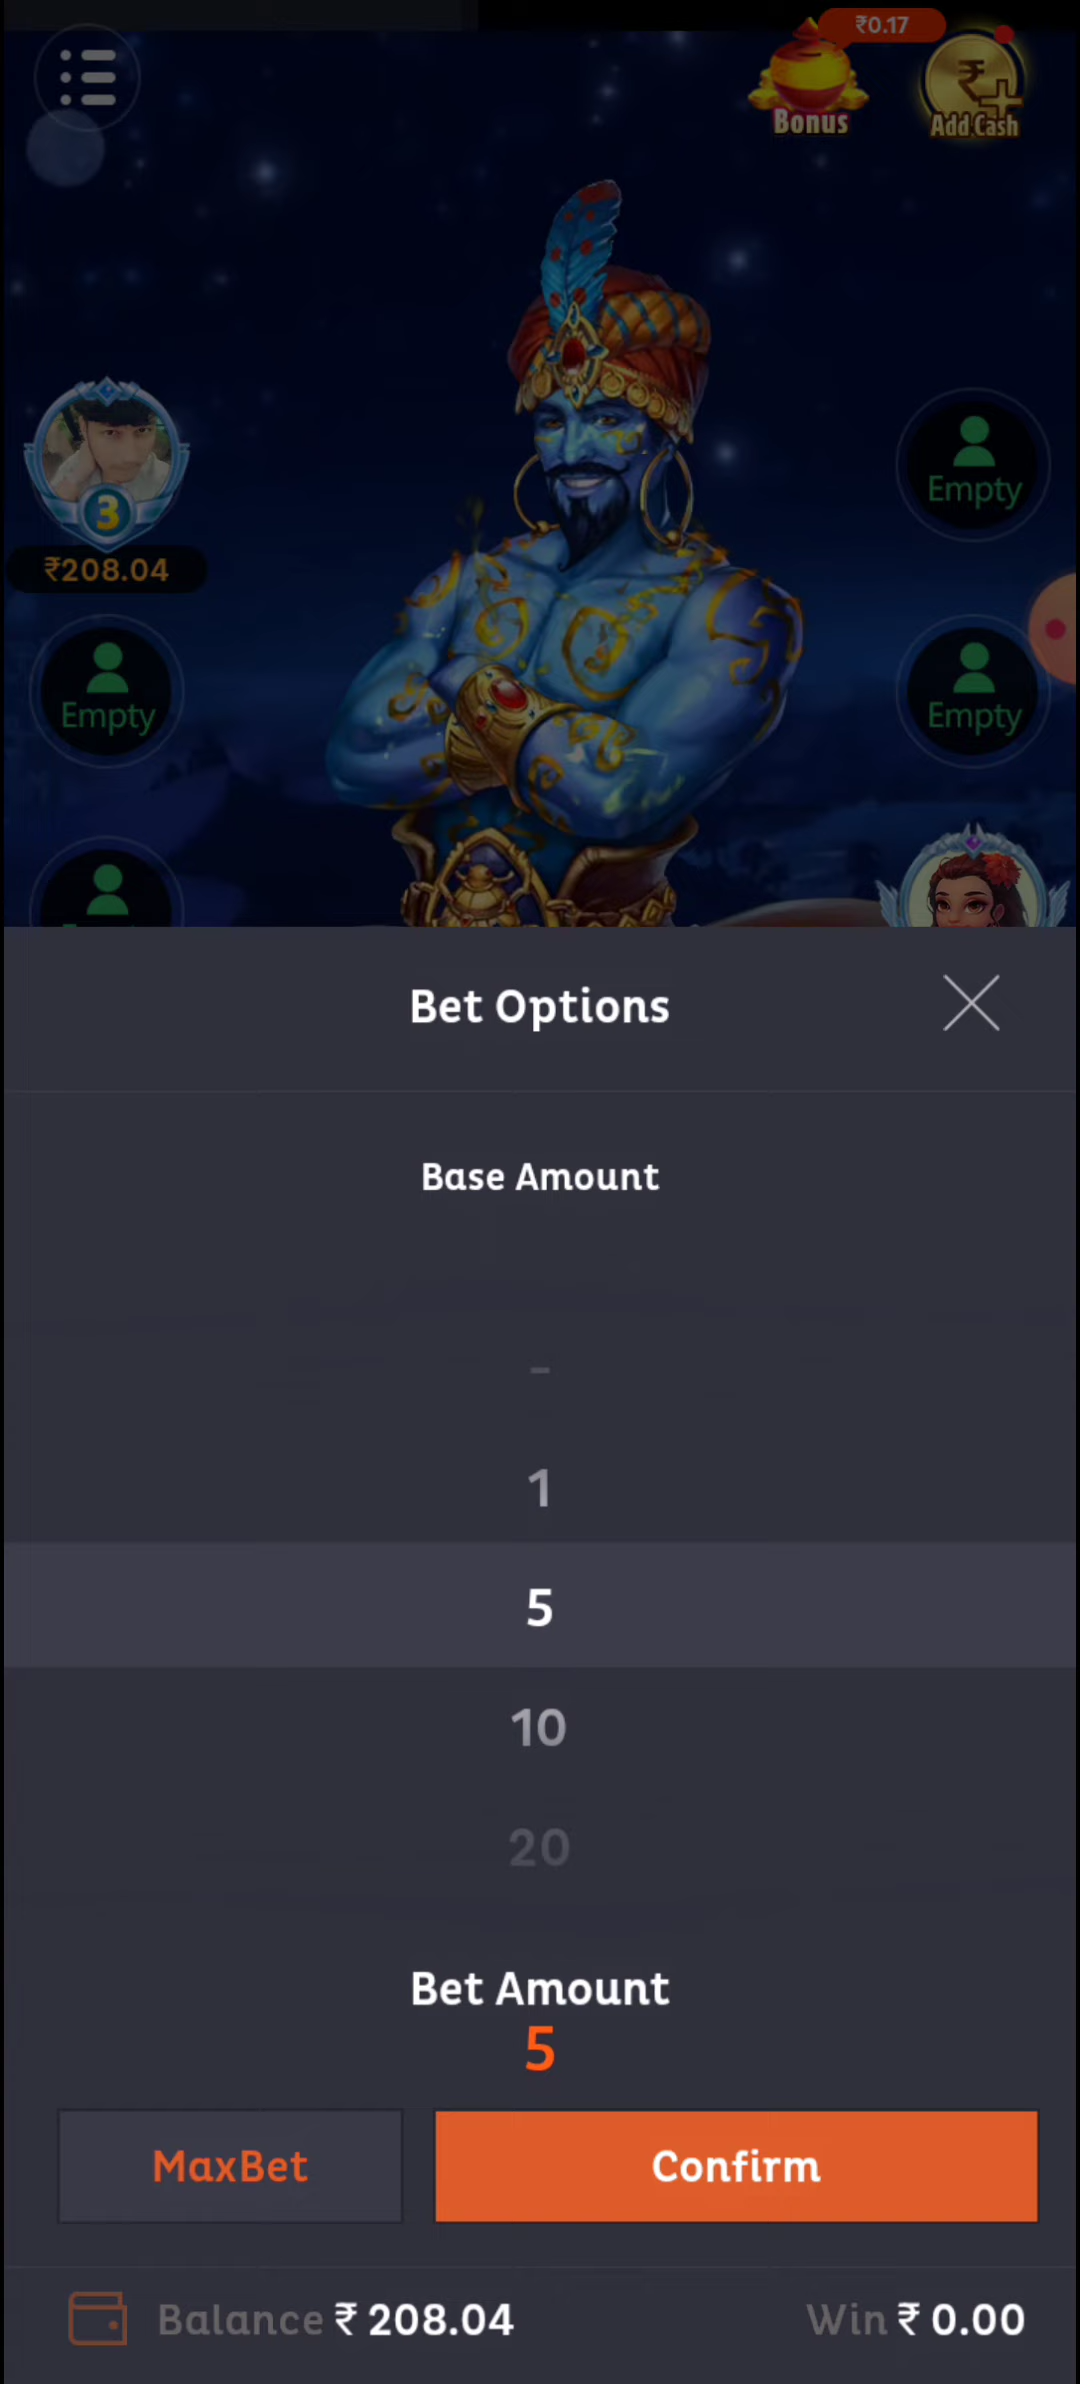 ₹0.17
Bonus
Add Cash
3
₹208.04
Empty
Empty
Empty
Bet Options
Base Amount
-
1
5
10
20
Bet Amount
5
MaxBet
Confirm
Balance ₹ 208.04
Win ₹ 0.00